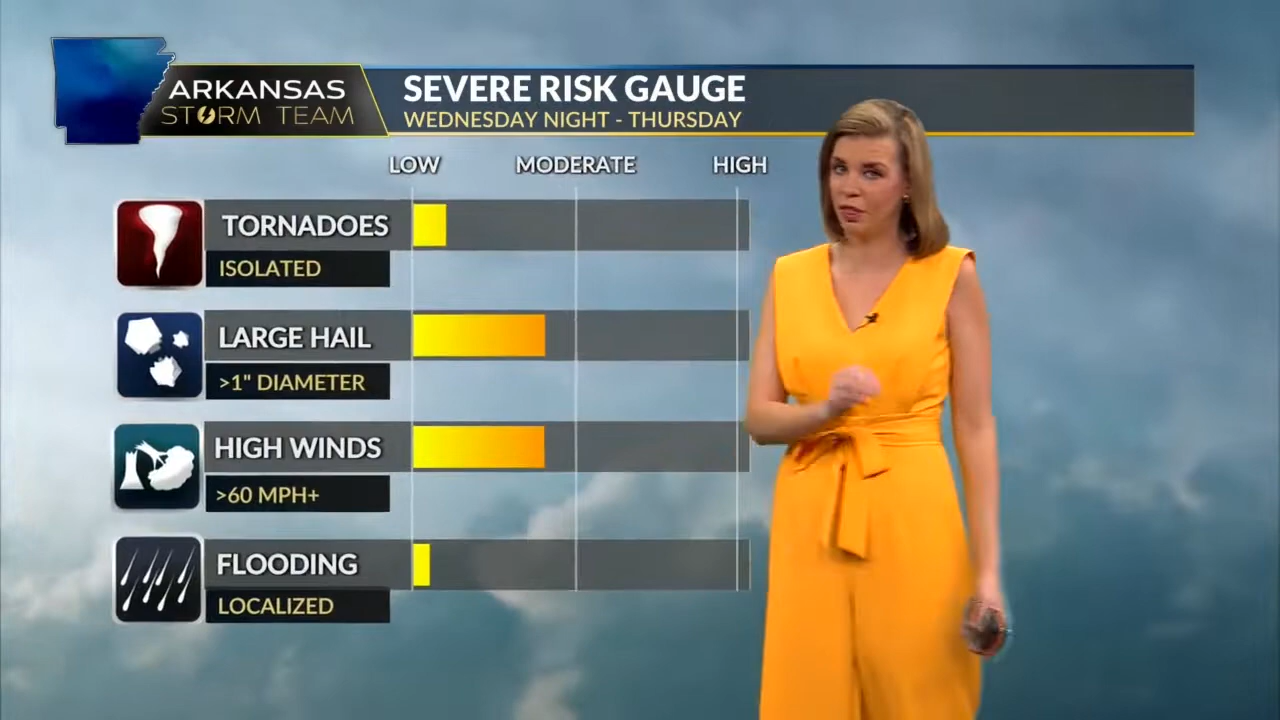 ARKANSAS
STORM TEAM
SEVERE RISK GAUGE
WEDNESDAY NIGHT - THURSDAY
LOW MODERATE HIGH
TORNADOES
ISOLATED
LARGE HAIL
>1" DIAMETER
HIGH WINDS
>60 MPH+
FLOODING
LOCALIZED